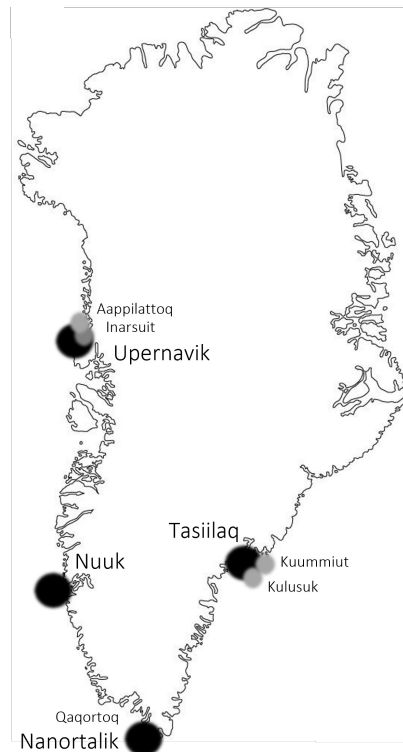 Aappilattoq
Inarsuit
Upernavik
Tasiilaq
Nuuk
Kuummiut
Kulusuk
Qaqortoq
Nanortalik